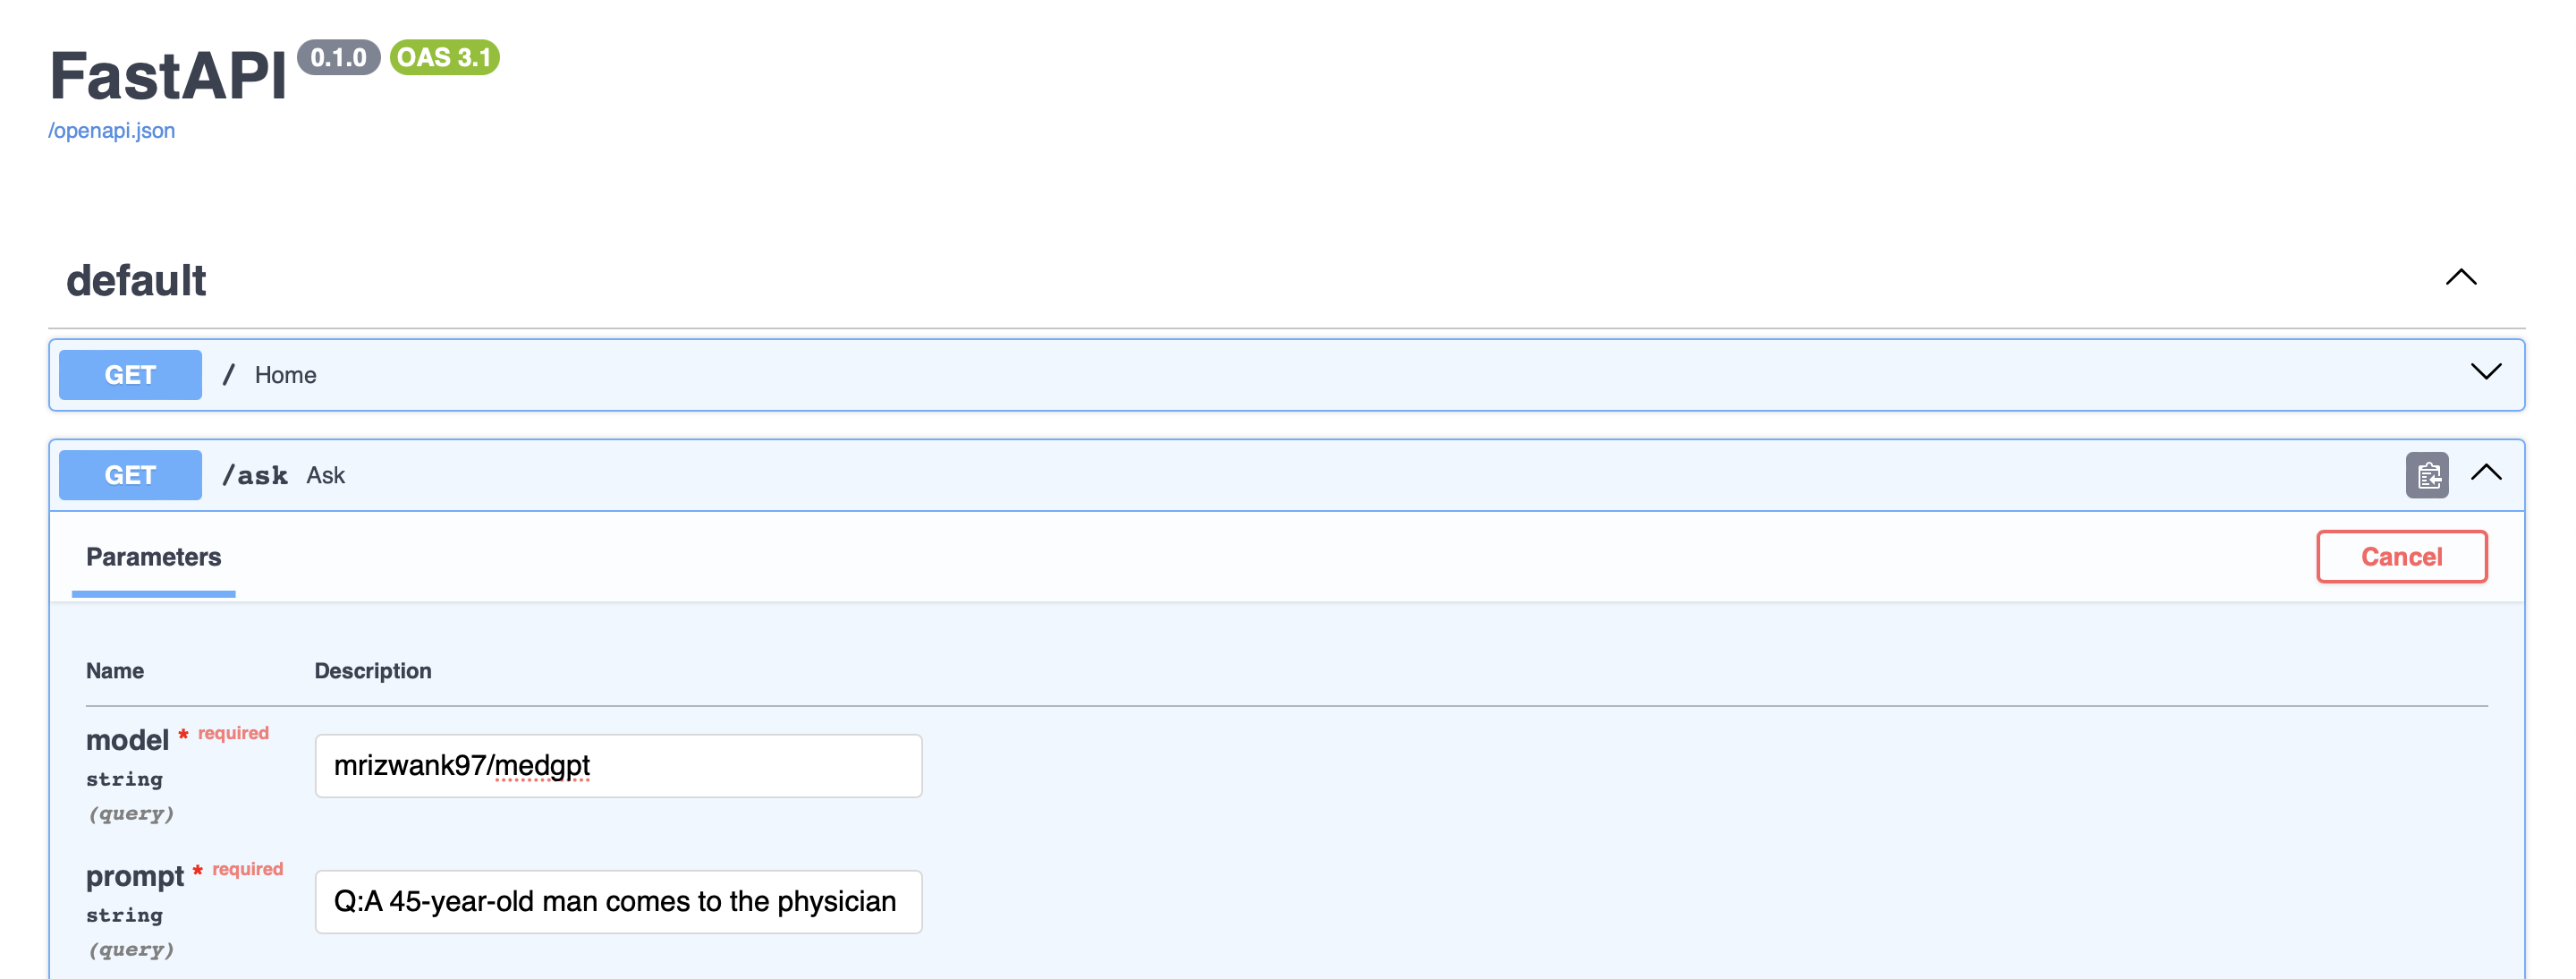 FastAPI 0.1.0 OAS 3.1
/openapi.json
default
GET / Home
GET /ask Ask
Parameters
Cancel
Name Description
model * required
string
(query)
mrizwank97/medgpt
prompt * required
string
(query)
Q:A 45-year-old man comes to the physician